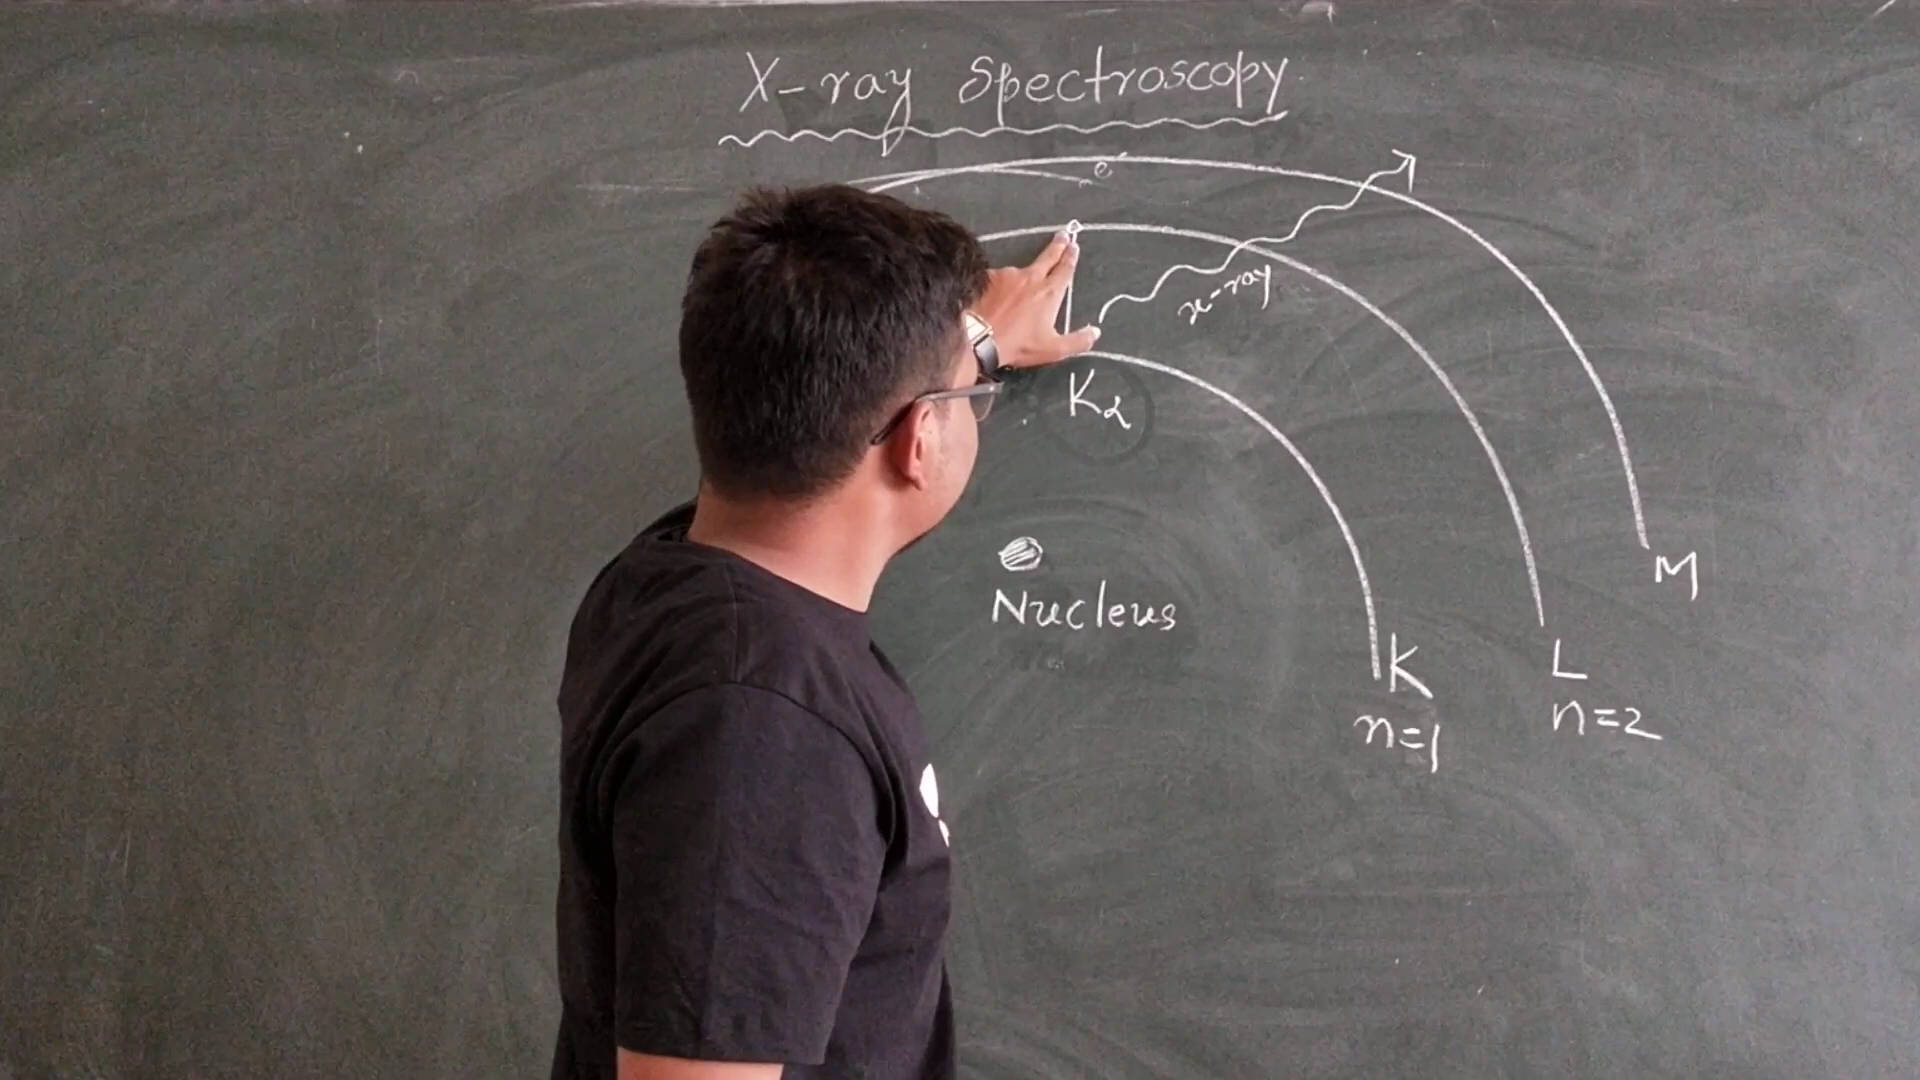 X-ray Spectroscopy
e⁻
x-ray
Kα
Nucleus
M
K
n=1
L
n=2